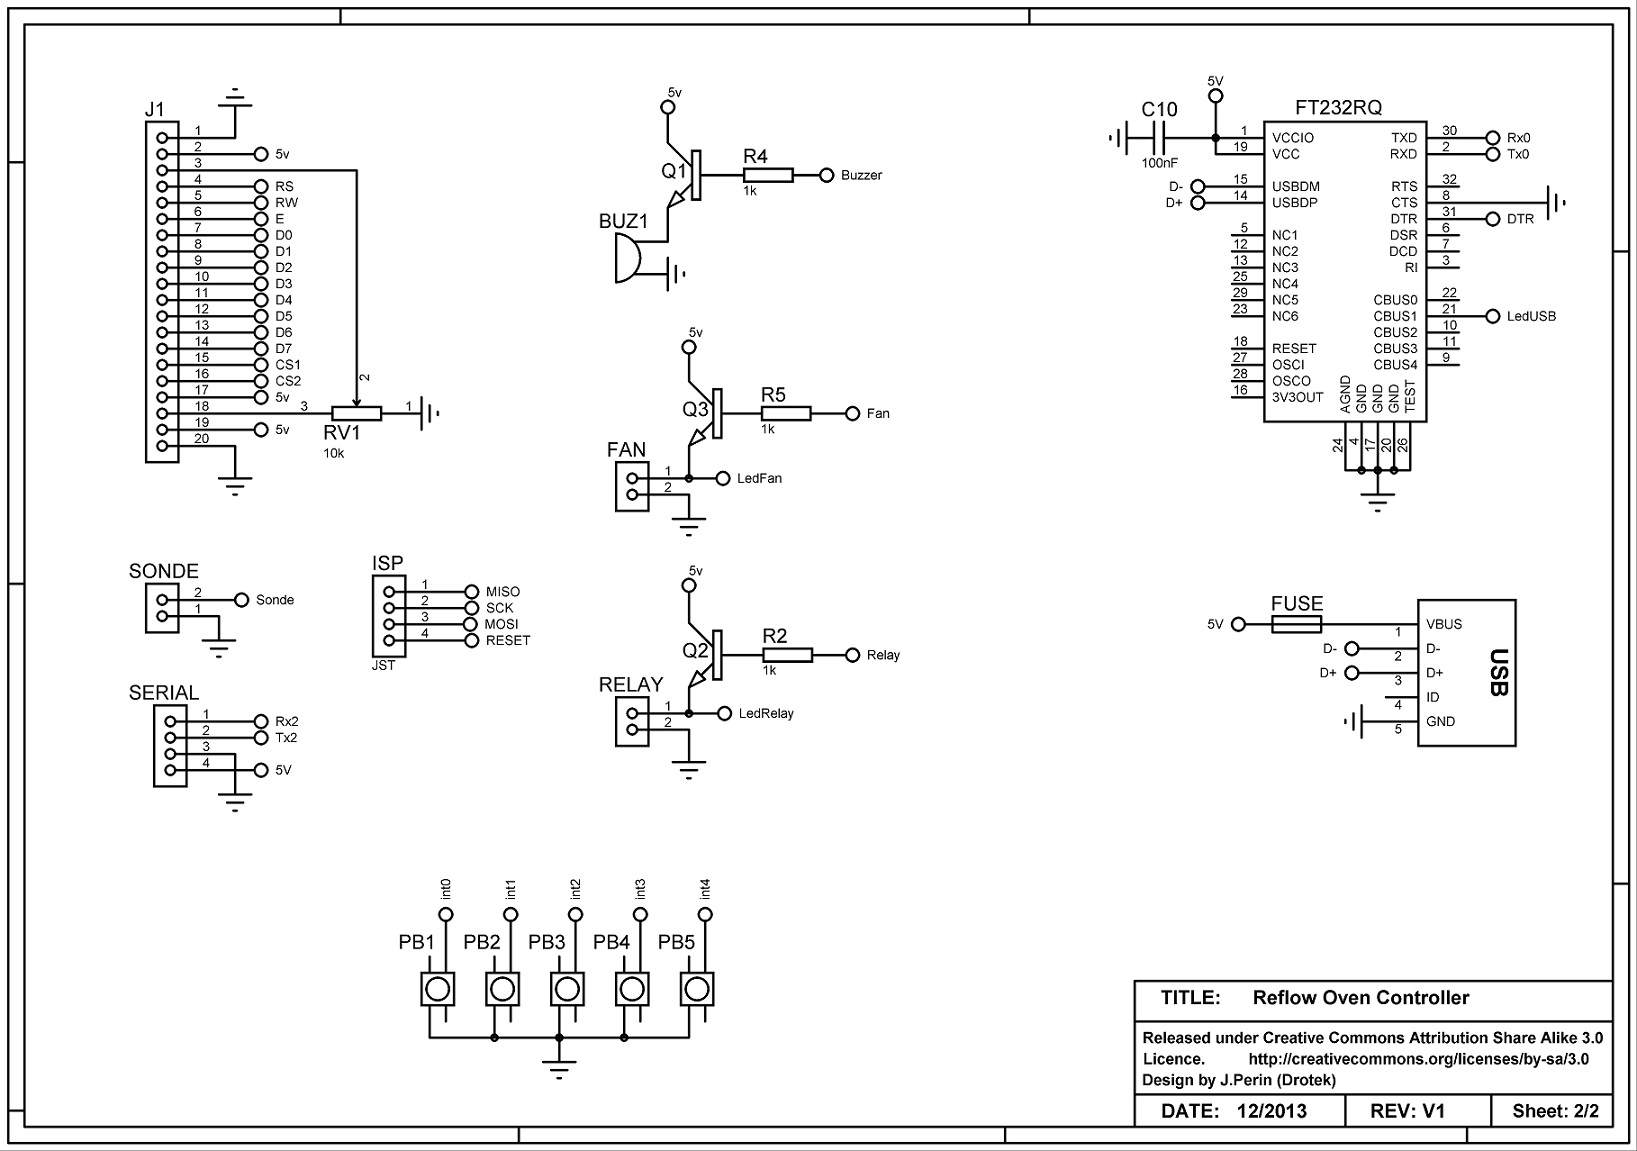 J1
1
2 5v
3
4 RS
5 RW
6 E
7 D0
8 D1
9 D2
10 D3
11 D4
12 D5
13 D6
14 D7
15 CS1
16 CS2
17 5v
18
19 5v
20
3 2 1
RV1
10k
SONDE
2 Sonde
1
ISP
1 MISO
2 SCK
3 MOSI
4 RESET
JST
SERIAL
1 Rx2
2 Tx2
3
4 5V
5v
Q1
R4
1k
Buzzer
BUZ1
5v
Q3
R5
1k
Fan
FAN
1 LedFan
2
5v
Q2
R2
1k
Relay
RELAY
1 LedRelay
2
int0 int1 int2 int3 int4
PB1 PB2 PB3 PB4 PB5
5V
C10
100nF
FT232RQ
1 VCCIO TXD 30 Rx0
19 VCC RXD 2 Tx0
D- 15 USBDM RTS 32
D+ 14 USBDP CTS 8
DTR 31 DTR
5 NC1 DSR 6
12 NC2 DCD 7
13 NC3 RI 3
25 NC4
29 NC5 CBUS0 22
23 NC6 CBUS1 21 LedUSB
CBUS2 10
18 RESET CBUS3 11
27 OSCI CBUS4 9
28 OSCO
16 3V3OUT
AGND GND GND GND TEST
24 4 17 20 26
FUSE
5V 1 VBUS
D- 2 D-
D+ 3 D+
4 ID
5 GND
USB
TITLE: Reflow Oven Controller
Released under Creative Commons Attribution Share Alike 3.0
Licence. http://creativecommons.org/licenses/by-sa/3.0
Design by J.Perin (Drotek)
DATE: 12/2013 REV: V1 Sheet: 2/2